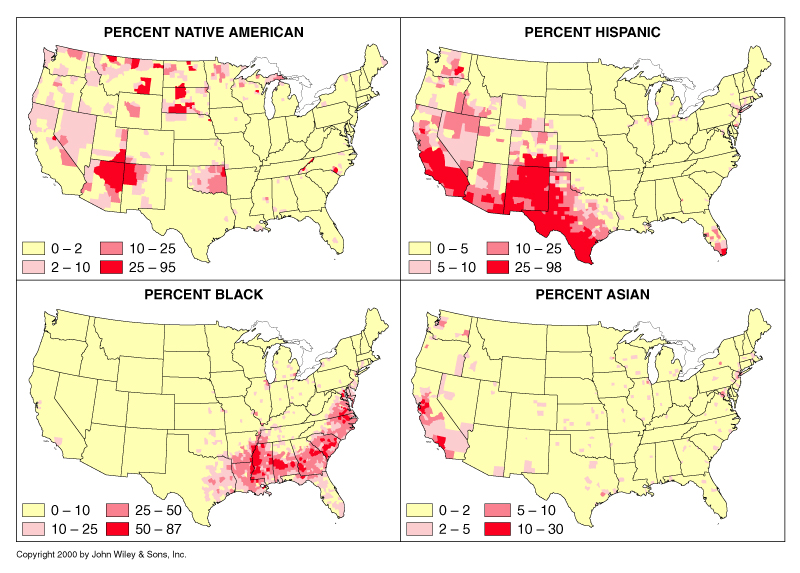 PERCENT NATIVE AMERICAN
0 – 2
10 – 25
2 – 10
25 – 95
PERCENT HISPANIC
0 – 5
10 – 25
5 – 10
25 – 98
PERCENT BLACK
0 – 10
25 – 50
10 – 25
50 – 87
PERCENT ASIAN
0 – 2
5 – 10
2 – 5
10 – 30
Copyright 2000 by John Wiley & Sons, Inc.